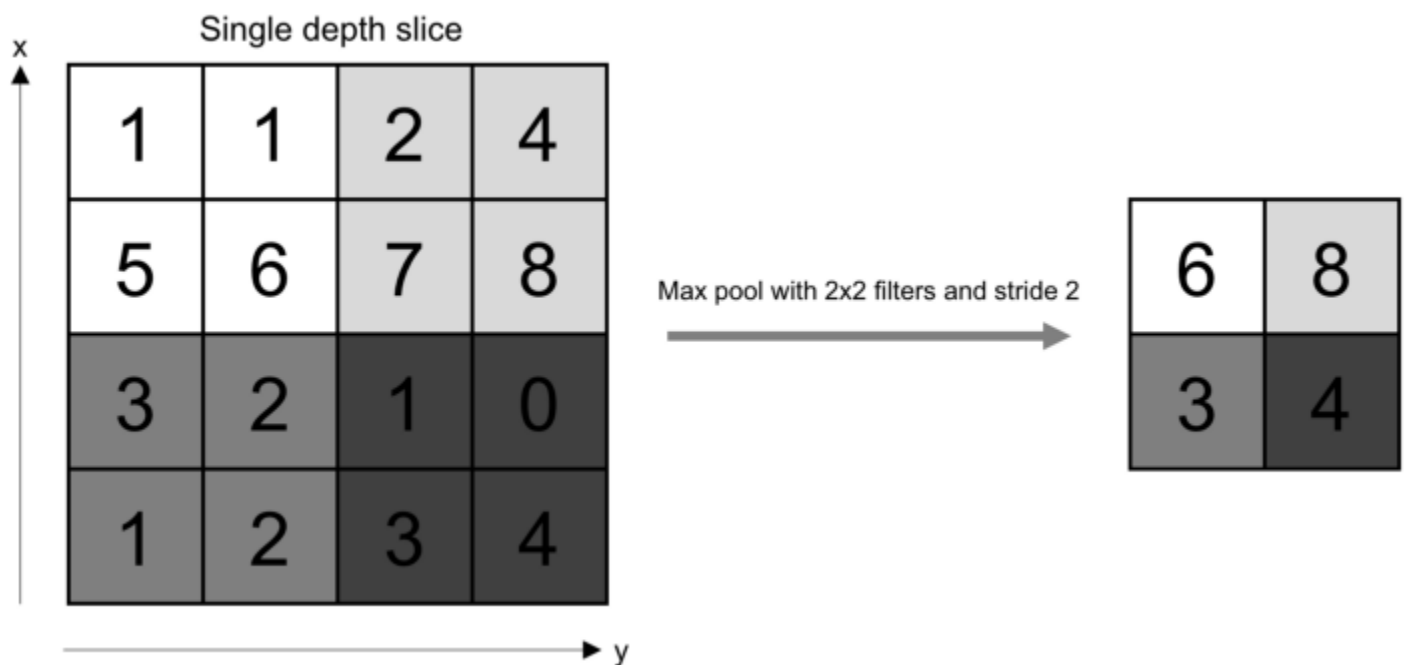 Single depth slice
x
1 1 2 4
5 6 7 8
3 2 1 0
1 2 3 4
y
Max pool with 2x2 filters and stride 2
6 8
3 4